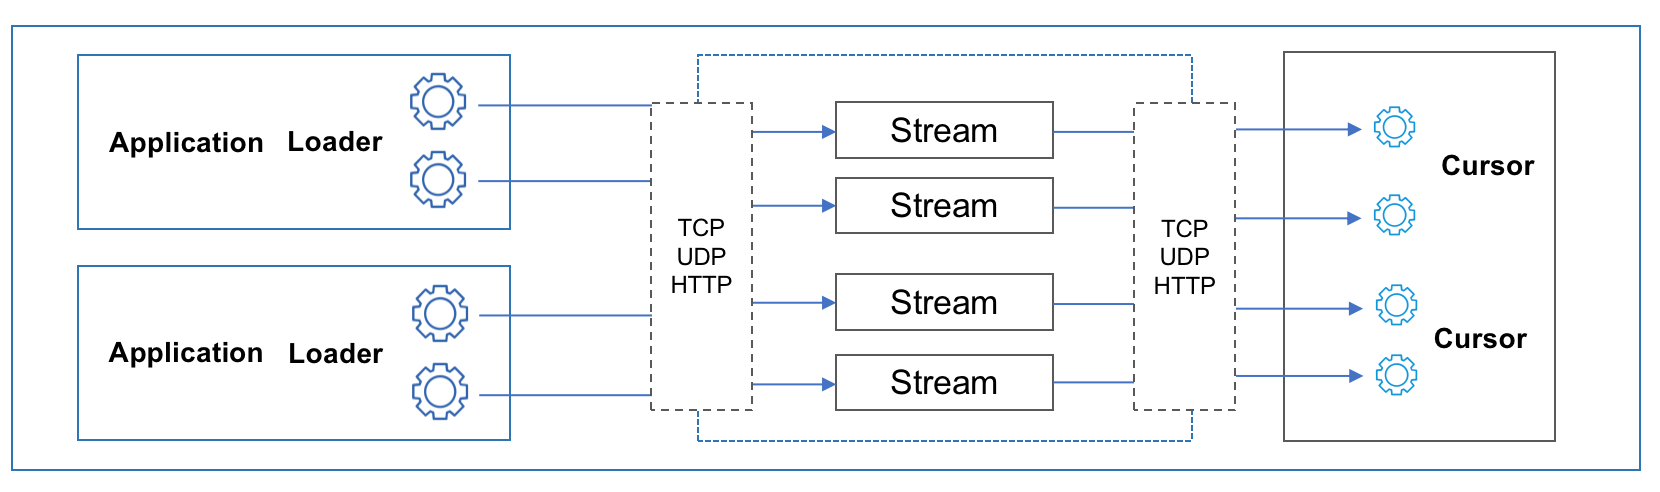 Application Loader
Application Loader
TCP
UDP
HTTP
Stream
Stream
Stream
Stream
TCP
UDP
HTTP
Cursor
Cursor